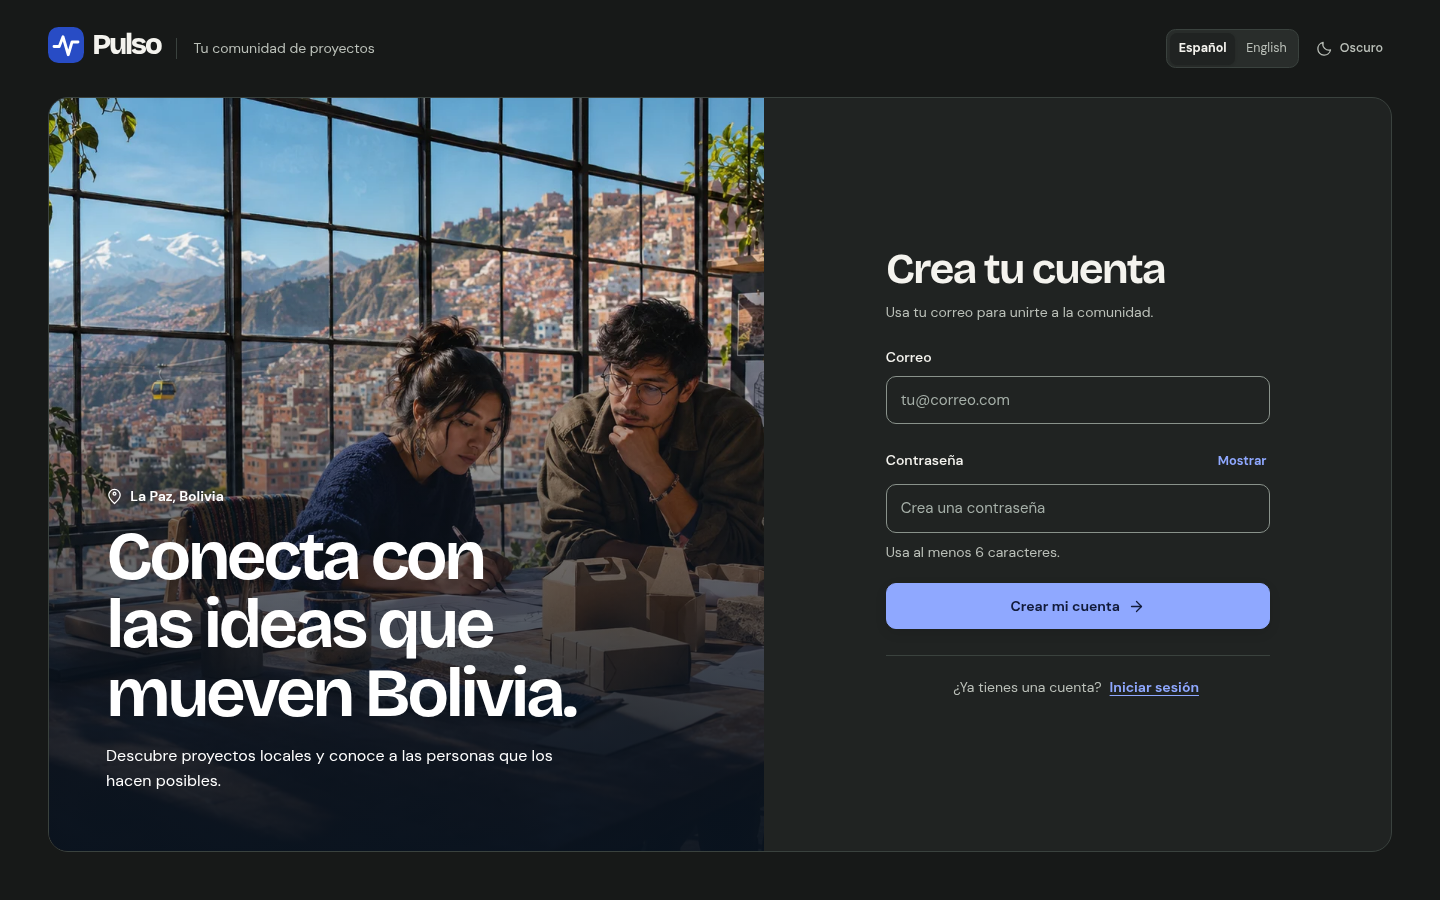 Pulso
Tu comunidad de proyectos
Español
English
Oscuro
La Paz, Bolivia
Conecta con
las ideas que
mueven Bolivia.
Descubre proyectos locales y conoce a las personas que los
hacen posibles.
Crea tu cuenta
Usa tu correo para unirte a la comunidad.
Correo
tu@correo.com
Contraseña
Mostrar
Crea una contraseña
Usa al menos 6 caracteres.
Crear mi cuenta
¿Ya tienes una cuenta? Iniciar sesión